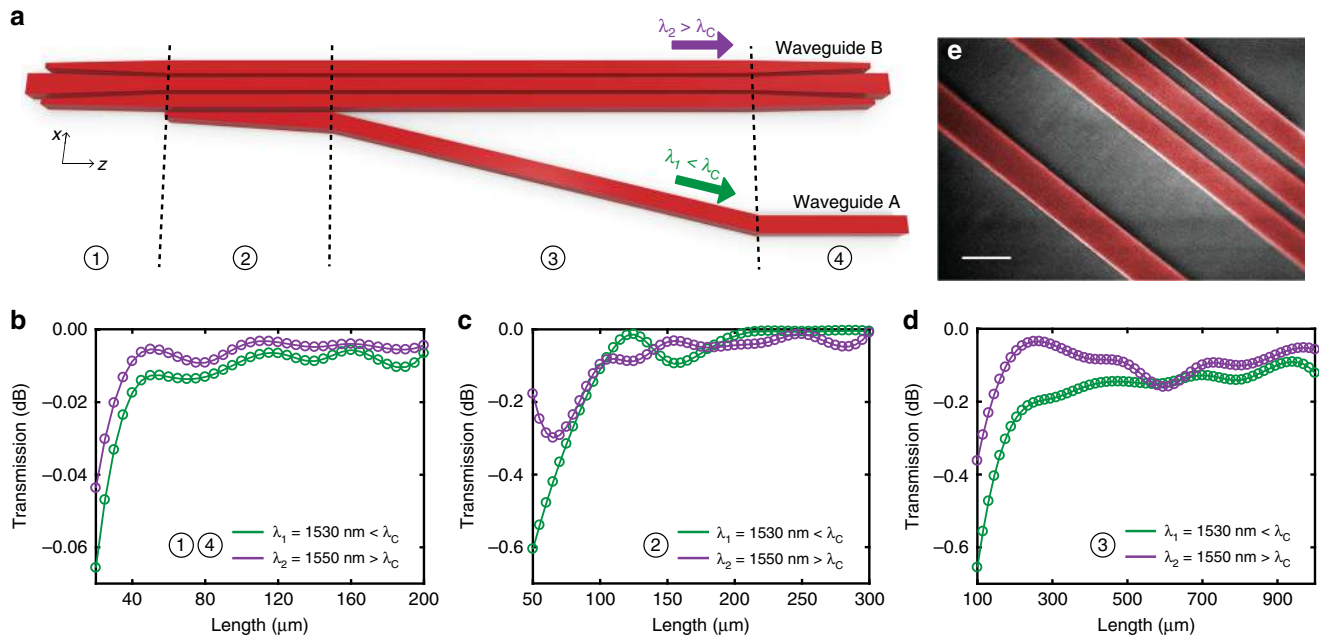 a
λ2 > λC
Waveguide B
x
z
λ1 < λC
Waveguide A
1 2 3 4
e
b
0.00
−0.02
−0.04
−0.06
Transmission (dB)
1 4
λ1 = 1530 nm < λC
λ2 = 1550 nm > λC
40 80 120 160 200
Length (μm)
c
0.0
−0.2
−0.4
−0.6
Transmission (dB)
2
λ1 = 1530 nm < λC
λ2 = 1550 nm > λC
50 100 150 200 250 300
Length (μm)
d
0.0
−0.2
−0.4
−0.6
Transmission (dB)
3
λ1 = 1530 nm < λC
λ2 = 1550 nm > λC
100 300 500 700 900
Length (μm)